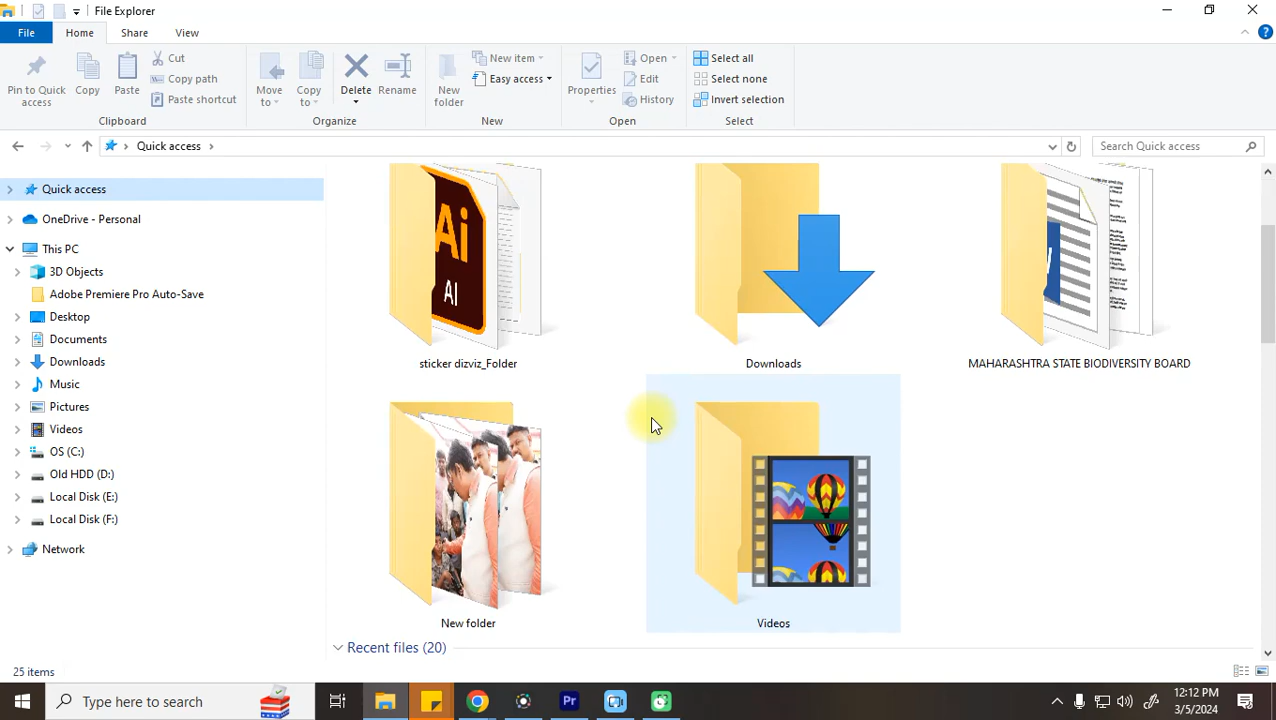 File Explorer
File Home Share View
Pin to Quick access
Copy
Paste
Cut
Copy path
Paste shortcut
Clipboard
Move to
Copy to
Delete
Rename
Organize
New folder
New item
Easy access
New
Properties
Open
Edit
History
Open
Select all
Select none
Invert selection
Select
Quick access
Search Quick access
Quick access
OneDrive - Personal
This PC
3D Objects
Adobe Premiere Pro Auto-Save
Desktop
Documents
Downloads
Music
Pictures
Videos
OS (C:)
Old HDD (D:)
Local Disk (E:)
Local Disk (F:)
Network
Ai
AI
sticker dizviz_Folder
Downloads
MAHARASHTRA STATE BIODIVERSITY BOARD
New folder
Videos
Recent files (20)
25 items
Type here to search
Pr
12:12 PM
3/5/2024